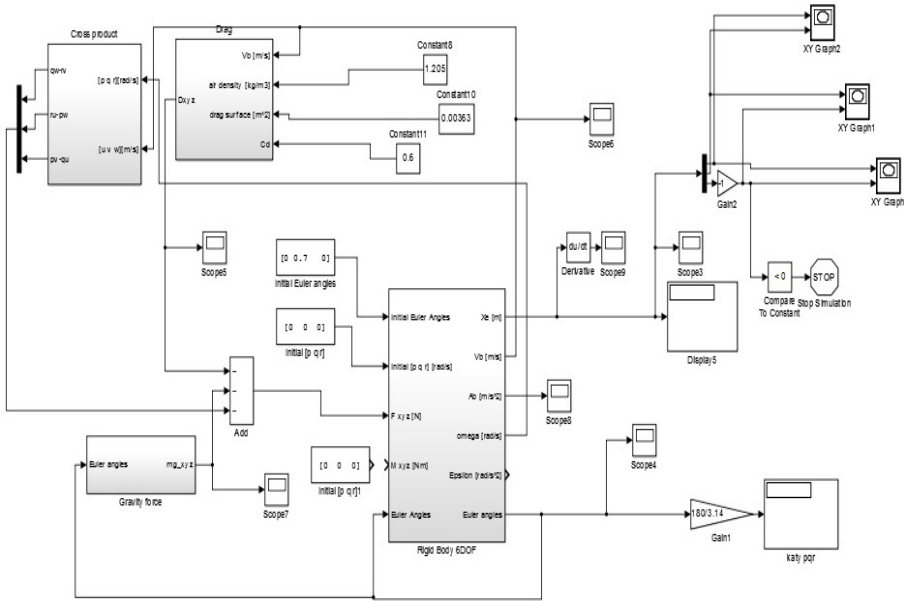 Cross product
qw-rv
ru-pw
pv-qu
[p q r][rad/s]
[u v w][m/s]
Drag
Vb [m/s]
air density [kg/m3]
Dxyz
drag surface [m^2]
Cd
Constant8
1.205
Constant10
0.00363
Constant11
0.6
Scope6
XY Graph2
XY Graph1
XY Graph
-1
Gain2
Scope5
[0 0.7 0]
Initial Euler angles
[0 0 0]
Initial [p q r]
du/dt
Derivative
Scope9
Scope3
< 0
Compare
To Constant
STOP
Stop Simulation
Display5
Initial Euler Angles
Initial [p q r] [rad/s]
F xyz [N]
M xyz [Nm]
Euler Angles
Xe [m]
Vb [m/s]
Ab [m/s^2]
omega [rad/s]
Epsilon [rad/s^2]
Euler angles
Rigid Body 6DOF
Scope8
Add
[0 0 0]
Initial [p q r]1
Euler angles
mg_xyz
Gravity force
Scope7
Scope4
180/3.14
Gain1
katy pqr